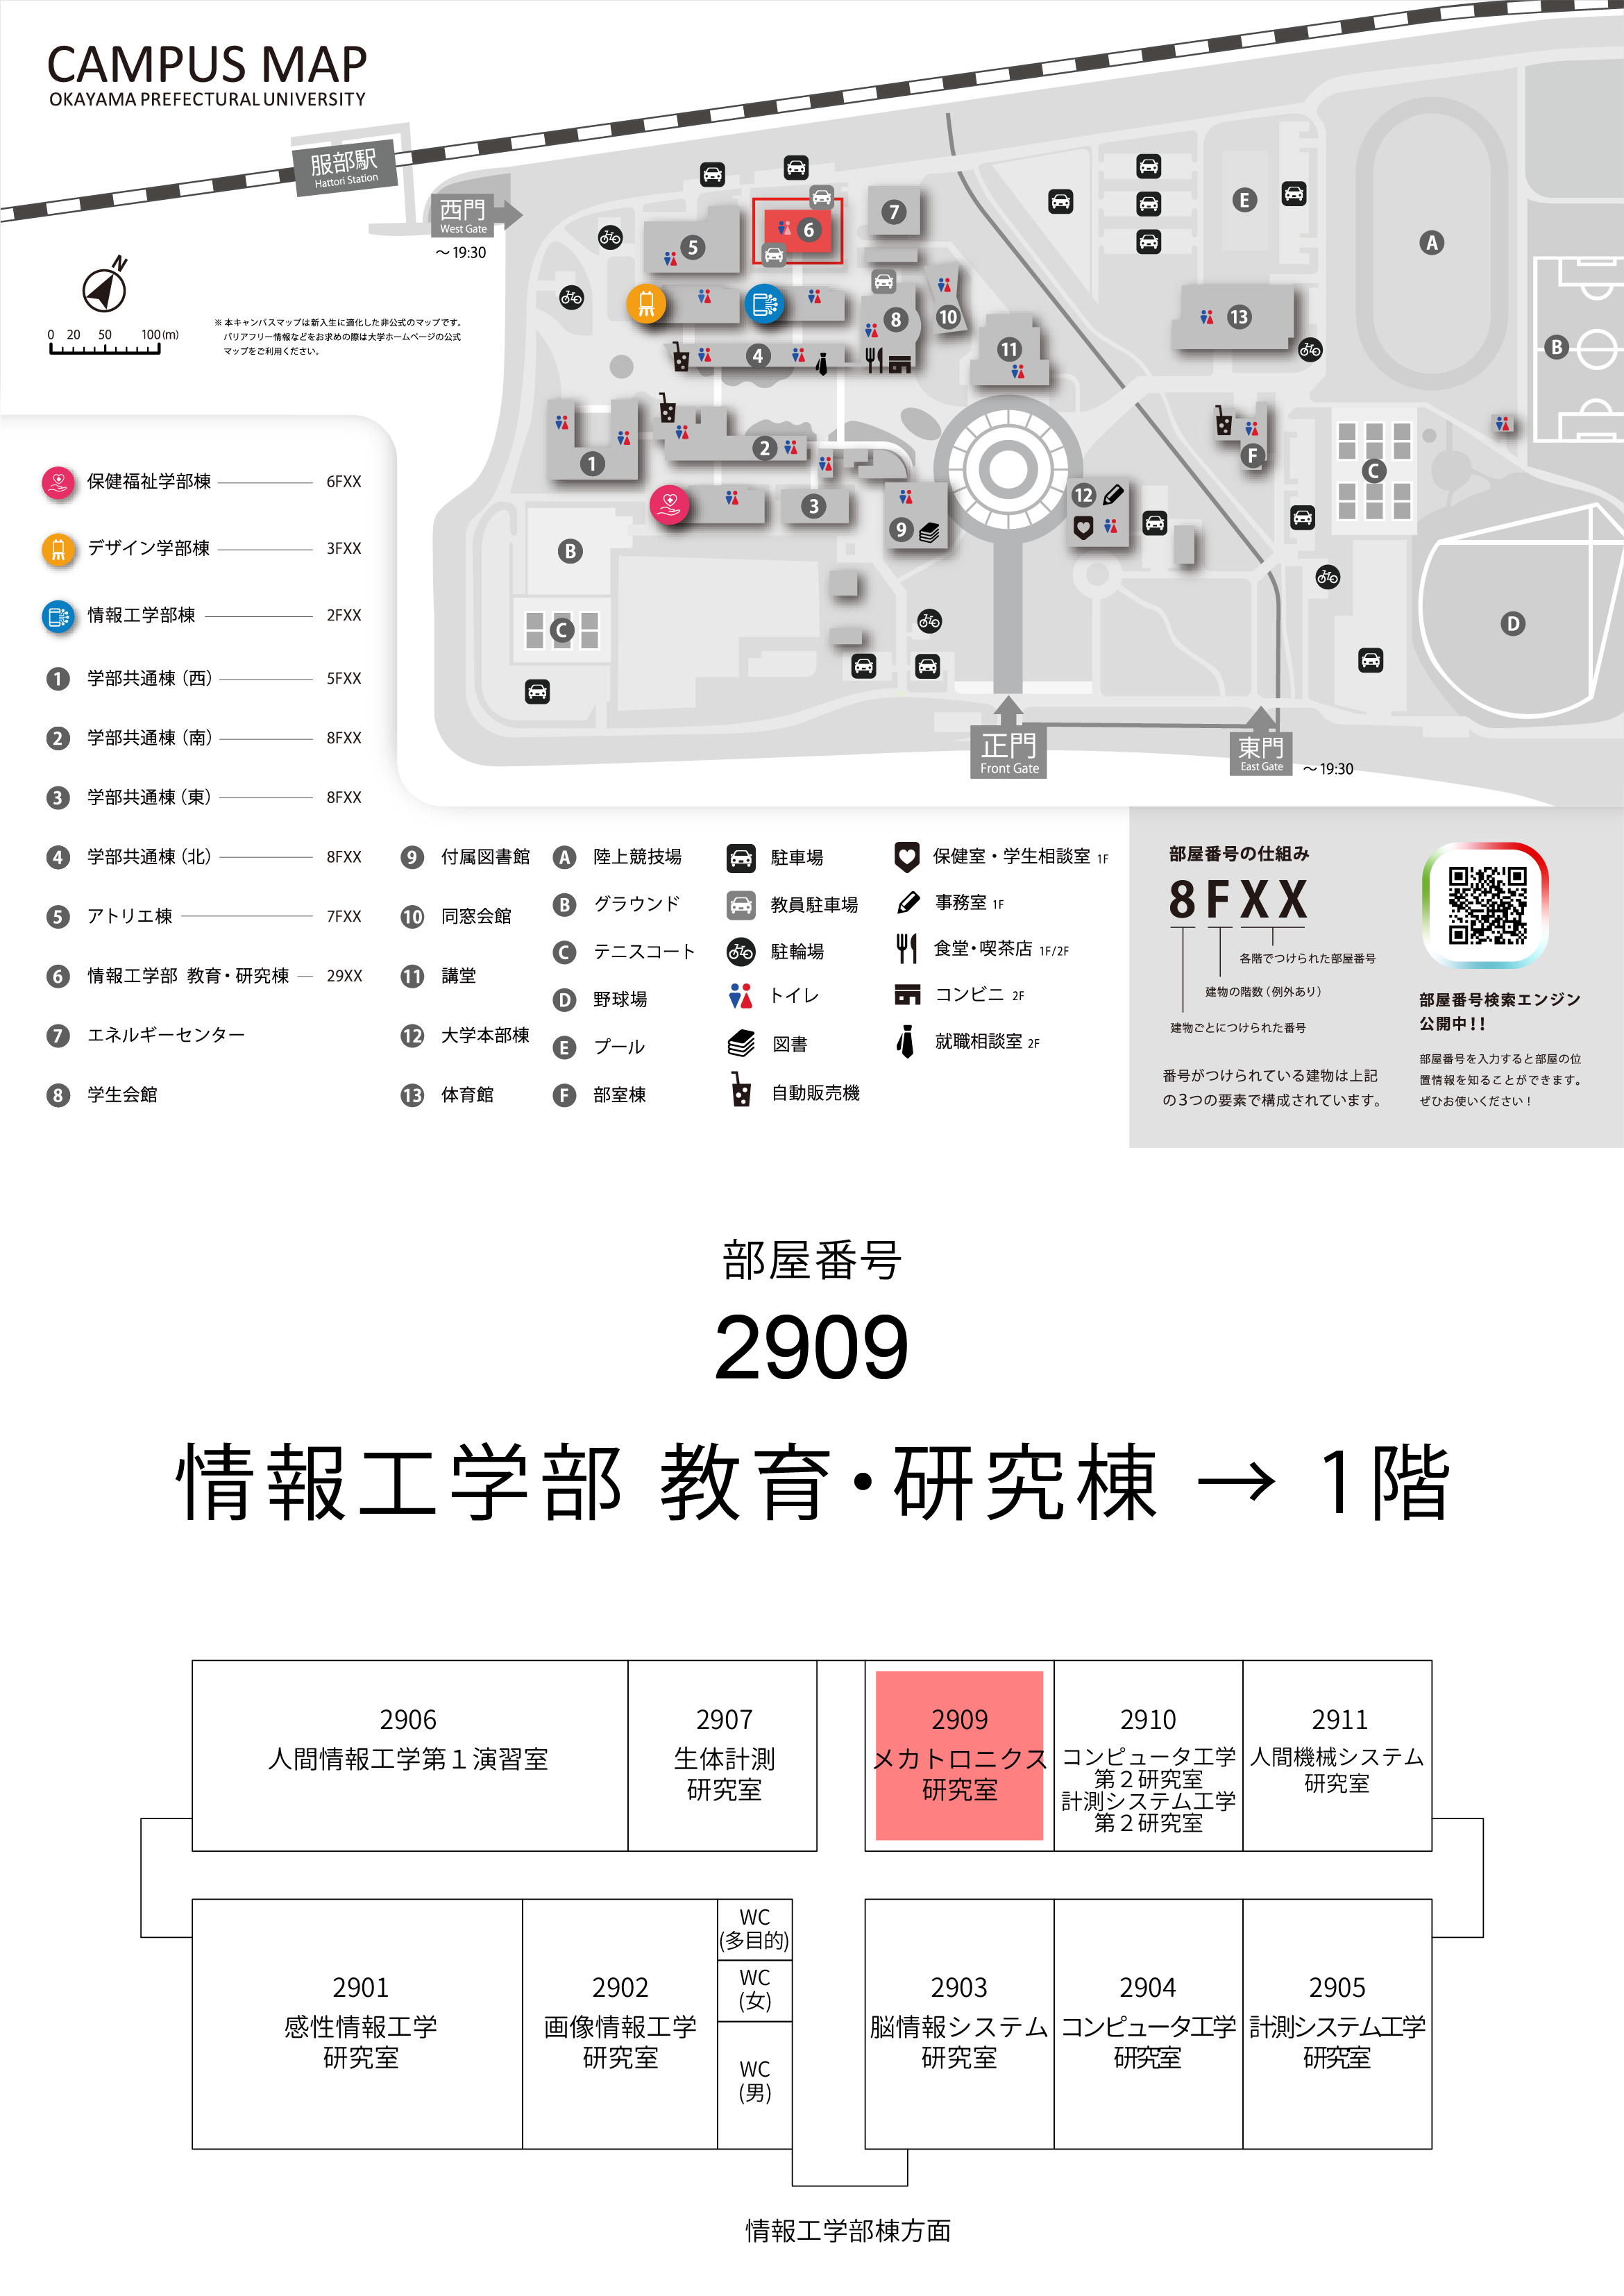 CAMPUS MAP
OKAYAMA PREFECTURAL UNIVERSITY
服部駅
Hattori Station
西門
West Gate
～19:30
N
0 20 50 100(m)
※本キャンパスマップは新入生に適化した非公式のマップです。
バリアフリー情報などをお求めの際は大学ホームページの公式
マップをご利用ください。
5
6
7
8
10
4
11
13
E
A
B
1
2
3
9
12
F
C
B
C
D
正門
Front Gate
東門
East Gate
～19:30
保健福祉学部棟 6FXX
デザイン学部棟 3FXX
情報工学部棟 2FXX
1 学部共通棟（西） 5FXX
2 学部共通棟（南） 8FXX
3 学部共通棟（東） 8FXX
4 学部共通棟（北） 8FXX
5 アトリエ棟 7FXX
6 情報工学部 教育・研究棟 29XX
7 エネルギーセンター
8 学生会館
9 付属図書館
10 同窓会館
11 講堂
12 大学本部棟
13 体育館
A 陸上競技場
B グラウンド
C テニスコート
D 野球場
E プール
F 部室棟
駐車場
教員駐車場
駐輪場
トイレ
図書
自動販売機
保健室・学生相談室 1F
事務室 1F
食堂・喫茶店 1F/2F
コンビニ 2F
就職相談室 2F
部屋番号の仕組み
8FXX
各階でつけられた部屋番号
建物の階数（例外あり）
建物ごとにつけられた番号
番号がつけられている建物は上記
の3つの要素で構成されています。
部屋番号検索エンジン
公開中！！
部屋番号を入力すると部屋の位
置情報を知ることができます。
ぜひお使いください！
部屋番号
2909
情報工学部 教育・研究棟 → 1階
2906
人間情報工学第１演習室
2907
生体計測
研究室
2909
メカトロニクス
研究室
2910
コンピュータ工学
第２研究室
計測システム工学
第２研究室
2911
人間機械システム
研究室
2901
感性情報工学
研究室
2902
画像情報工学
研究室
WC
(多目的)
WC
(女)
WC
(男)
2903
脳情報システム
研究室
2904
コンピュータ工学
研究室
2905
計測システム工学
研究室
情報工学部棟方面